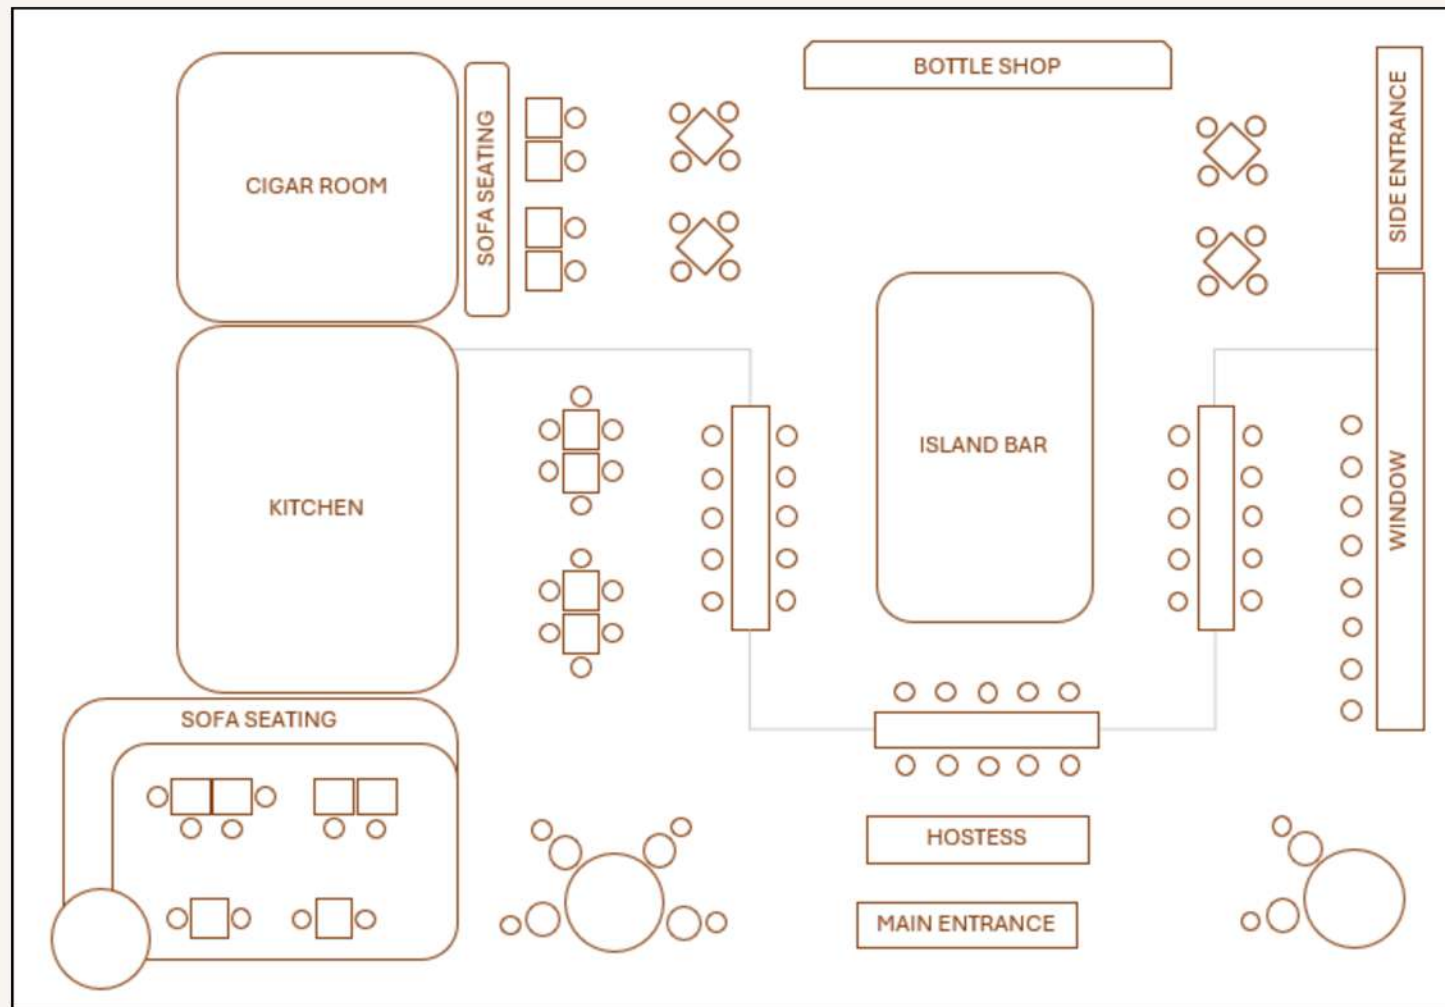 BOTTLE SHOP
SIDE ENTRANCE
SOFA SEATING
CIGAR ROOM
ISLAND BAR
WINDOW
KITCHEN
SOFA SEATING
HOSTESS
MAIN ENTRANCE